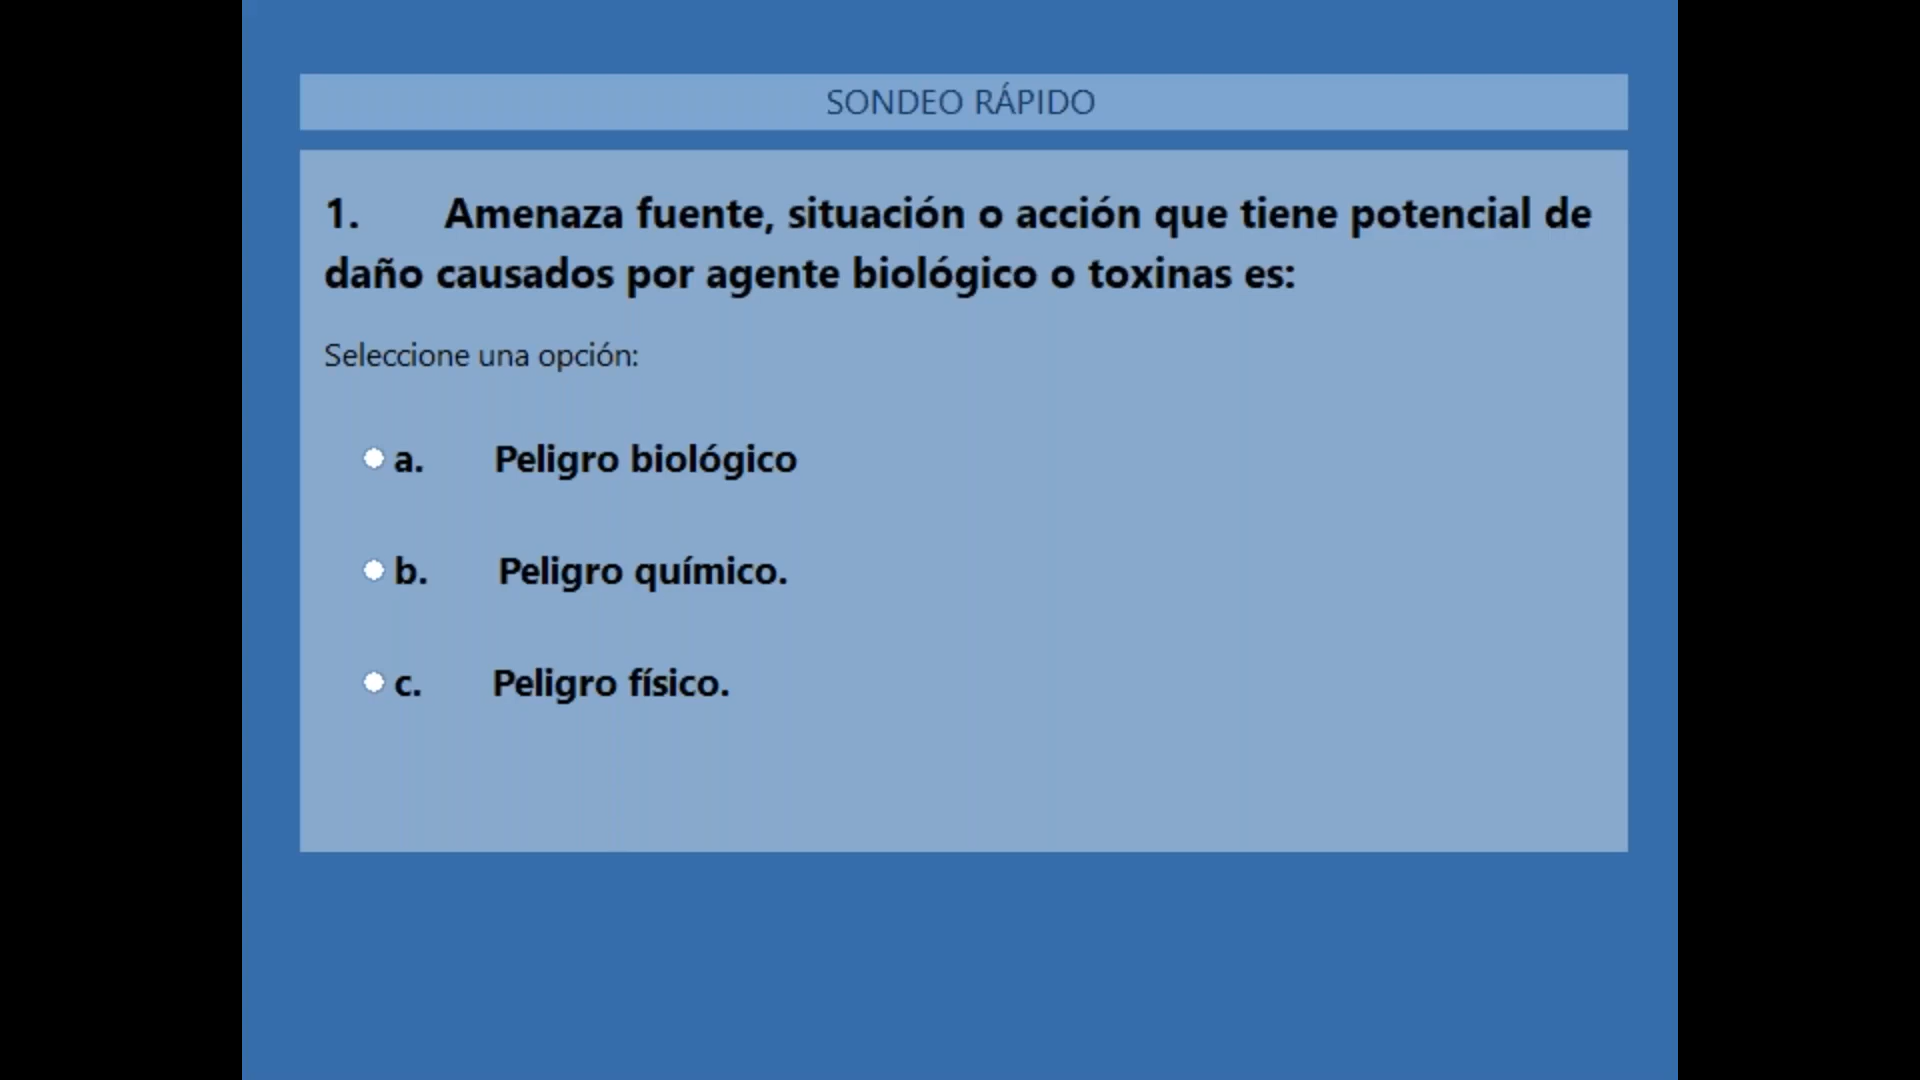 SONDEO RÁPIDO
1. Amenaza fuente, situación o acción que tiene potencial de
daño causados por agente biológico o toxinas es:
Seleccione una opción:
a. Peligro biológico
b. Peligro químico.
c. Peligro físico.